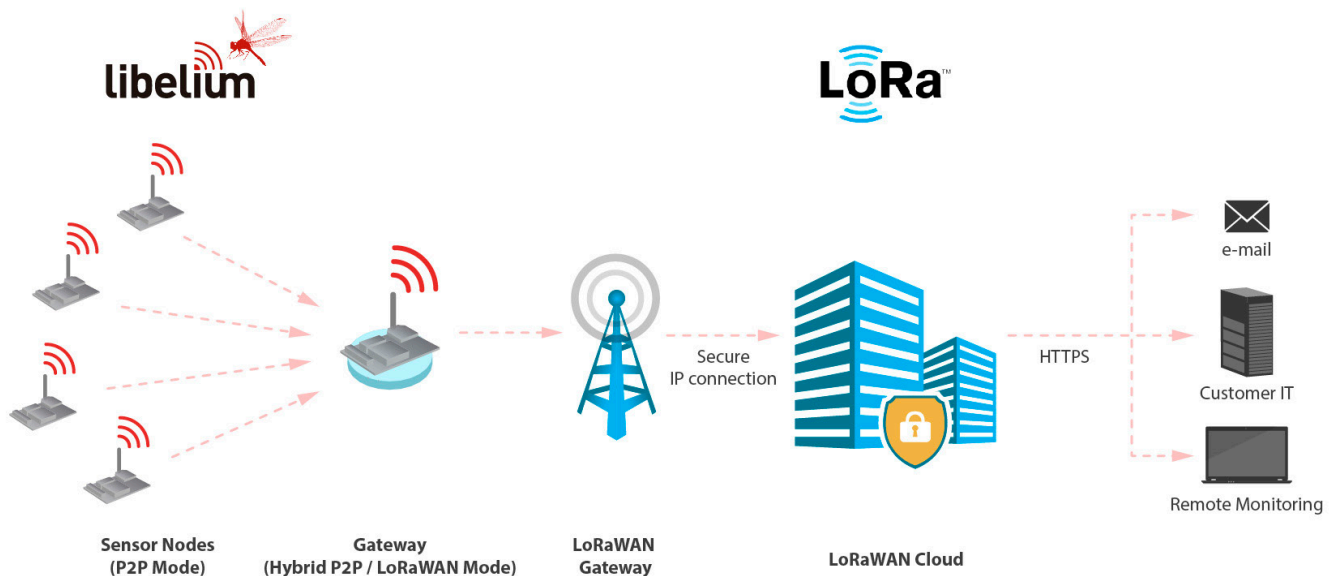 libelium
LoRa™
e-mail
Secure
IP connection
HTTPS
Customer IT
Remote Monitoring
Sensor Nodes
(P2P Mode)
Gateway
(Hybrid P2P / LoRaWAN Mode)
LoRaWAN
Gateway
LoRaWAN Cloud